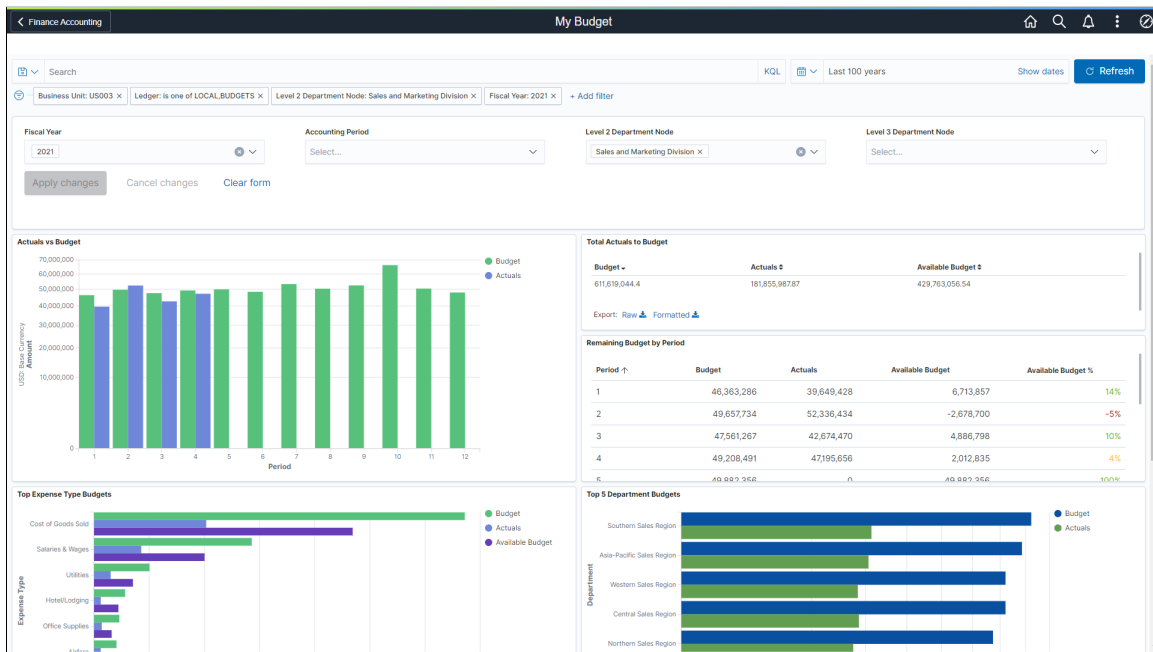 Finance Accounting
My Budget
Search
KQL
Last 100 years
Show dates
Refresh
Business Unit: US003 ×
Ledger: is one of LOCAL,BUDGETS ×
Level 2 Department Node: Sales and Marketing Division ×
Fiscal Year: 2021 ×
+ Add filter
Fiscal Year
Accounting Period
Level 2 Department Node
Level 3 Department Node
2021
Select...
Sales and Marketing Division ×
Select...
Apply changes
Cancel changes
Clear form
Actuals vs Budget
70,000,000
60,000,000
50,000,000
40,000,000
30,000,000
20,000,000
10,000,000
0
USD: Base Currency
Amount
1 2 3 4 5 6 7 8 9 10 11 12
Period
Budget
Actuals
Total Actuals to Budget
Budget Actuals Available Budget
611,619,044.4 181,855,987.87 429,763,056.54
Export: Raw Formatted
Remaining Budget by Period
Period Budget Actuals Available Budget Available Budget %
1 46,363,286 39,649,428 6,713,857 14%
2 49,657,734 52,336,434 -2,678,700 -5%
3 47,561,267 42,674,470 4,886,798 10%
4 49,208,491 47,195,656 2,012,835 4%
5 49,882,356 0 49,882,356 100%
Top Expense Type Budgets
Expense Type
Cost of Goods Sold
Salaries & Wages
Utilities
Hotel/Lodging
Office Supplies
Airfare
Budget
Actuals
Available Budget
Top 5 Department Budgets
Department
Southern Sales Region
Asia-Pacific Sales Region
Western Sales Region
Central Sales Region
Northern Sales Region
Budget
Actuals